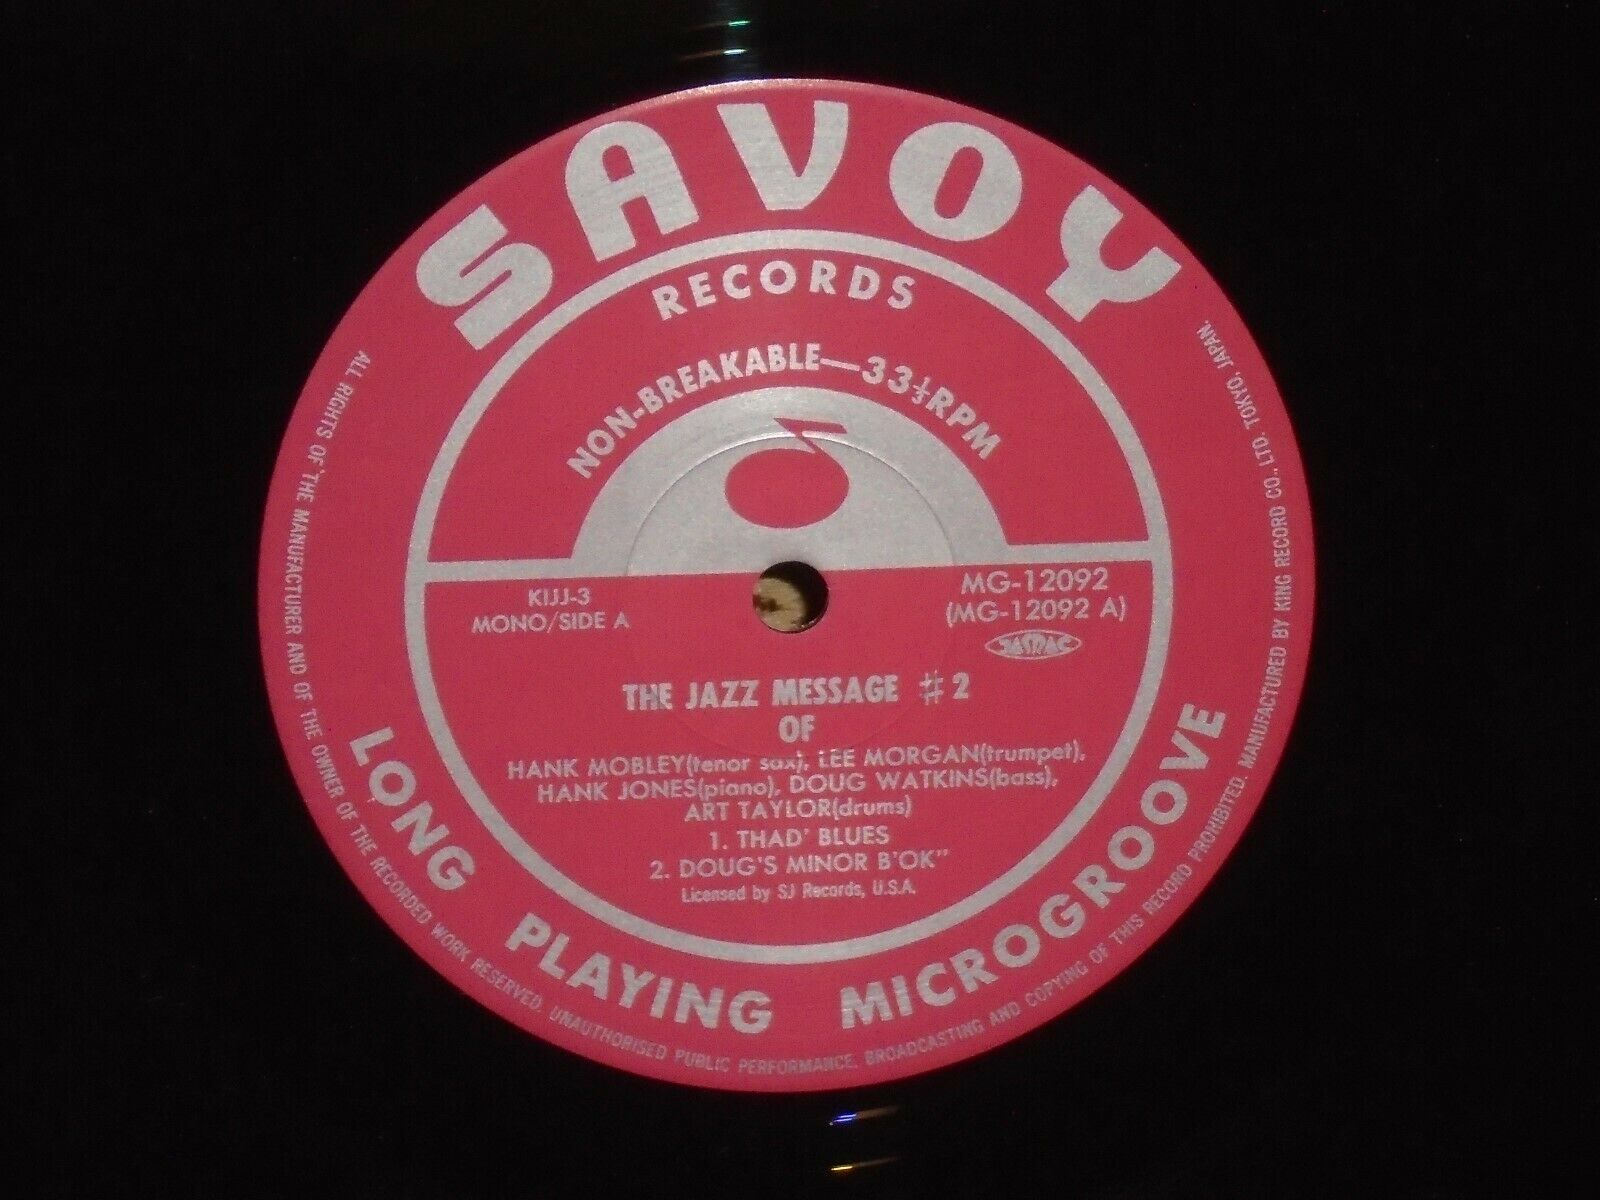 SAVOY
RECORDS
NON-BREAKABLE—33⅓RPM
KIJJ-3
MONO/SIDE A
MG-12092
(MG-12092 A)
JASRAC
THE JAZZ MESSAGE #2
OF
HANK MOBLEY(tenor sax), LEE MORGAN(trumpet),
HANK JONES(piano), DOUG WATKINS(bass),
ART TAYLOR(drums)
1. THAD' BLUES
2. DOUG'S MINOR B'OK"
Licensed by SJ Records, U.S.A.
LONG PLAYING MICROGROOVE
ALL RIGHTS OF THE MANUFACTURER AND OF THE OWNER OF THE RECORDED WORK RESERVED. UNAUTHORISED PUBLIC PERFORMANCE, BROADCASTING AND COPYING OF THIS RECORD PROHIBITED. MANUFACTURED BY KING RECORD CO., LTD. TOKYO, JAPAN.